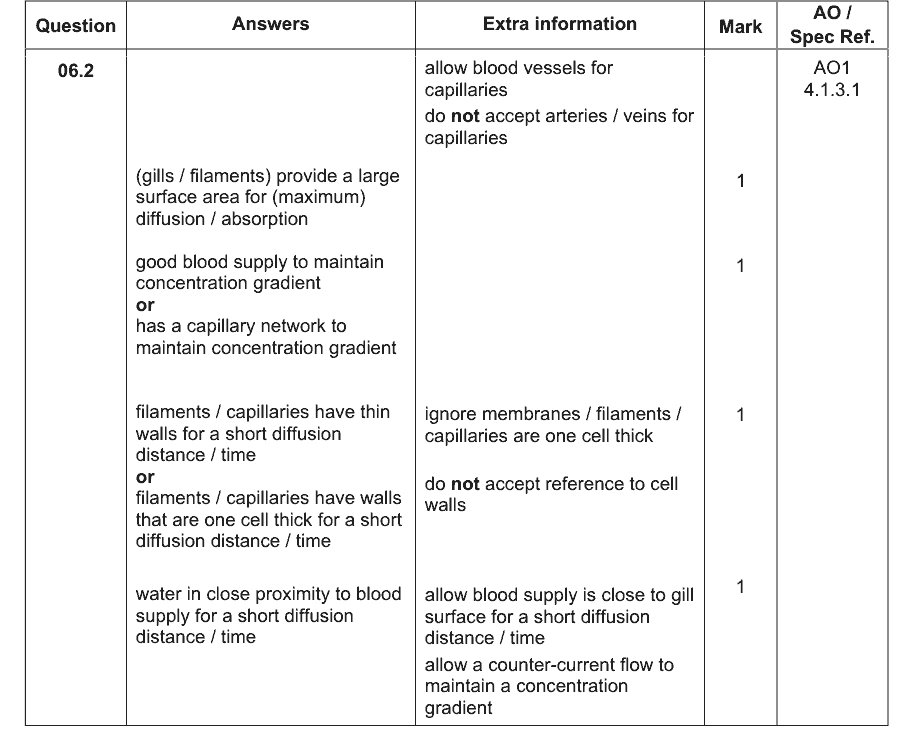 Question
Answers
Extra information
Mark
AO /
Spec Ref.
06.2
allow blood vessels for
capillaries
do not accept arteries / veins for
capillaries
AO1
4.1.3.1
(gills / filaments) provide a large
surface area for (maximum)
diffusion / absorption
1
good blood supply to maintain
concentration gradient
or
has a capillary network to
maintain concentration gradient
1
filaments / capillaries have thin
walls for a short diffusion
distance / time
or
filaments / capillaries have walls
that are one cell thick for a short
diffusion distance / time
ignore membranes / filaments /
capillaries are one cell thick
do not accept reference to cell
walls
1
water in close proximity to blood
supply for a short diffusion
distance / time
allow blood supply is close to gill
surface for a short diffusion
distance / time
allow a counter-current flow to
maintain a concentration
gradient
1